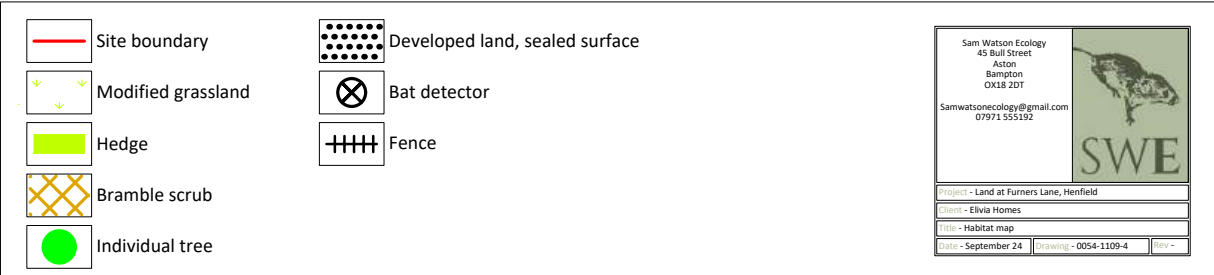 Site boundary
Modified grassland
Hedge
Bramble scrub
Individual tree
Developed land, sealed surface
Bat detector
Fence
Sam Watson Ecology
45 Bull Street
Aston
Bampton
OX18 2DT
Samwatsonecology@gmail.com
07971 555192
SWE
Project - Land at Furners Lane, Henfield
Client - Elivia Homes
Title - Habitat map
Date - September 24 Drawing - 0054-1109-4 Rev -